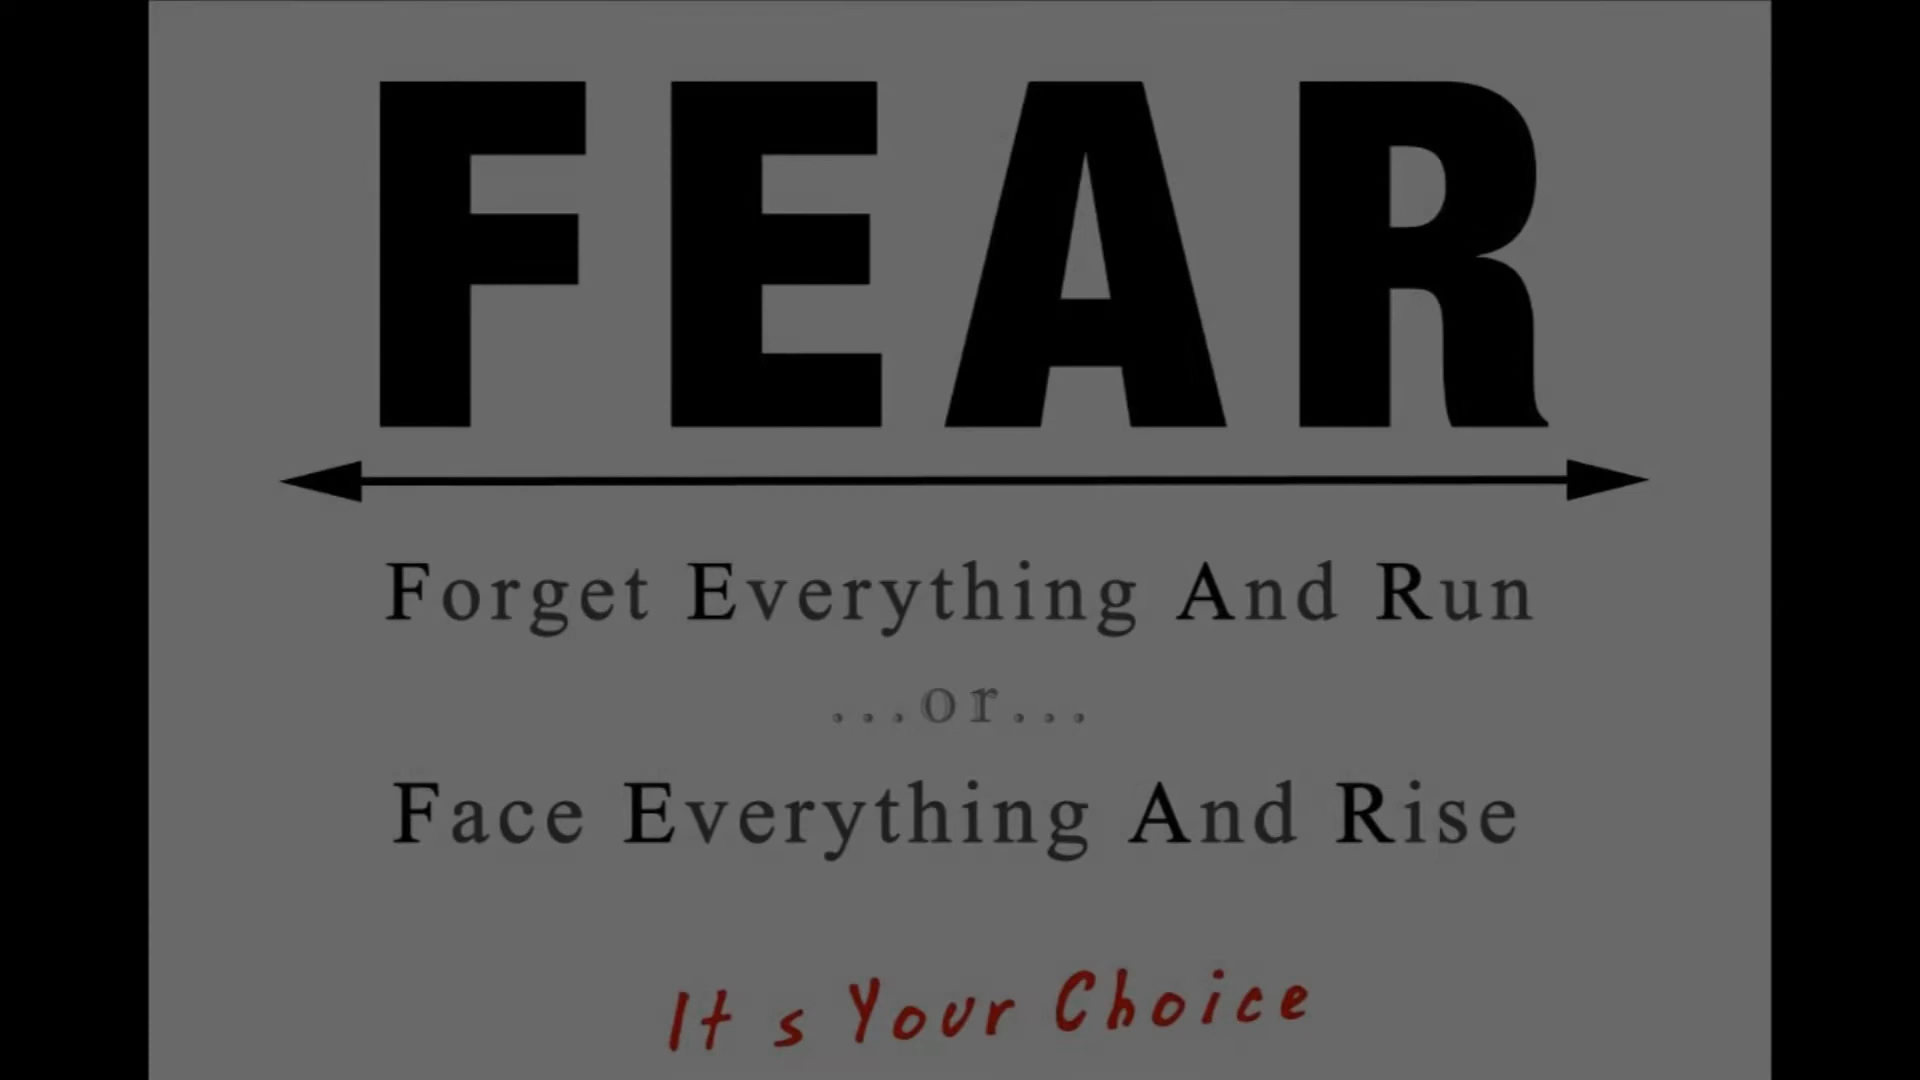 FEAR
Forget Everything And Run
...or...
Face Everything And Rise
It s Your Choice